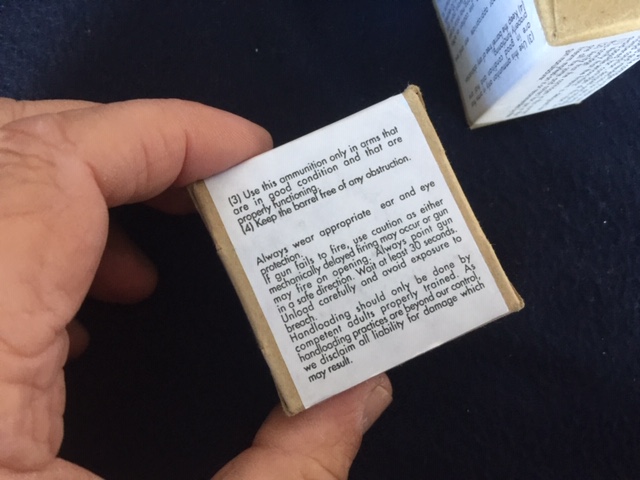 (3) Use this ammunition only in arms that
are in good condition and that are
properly functioning.
(4) Keep the barrel free of any obstruction.
Always wear appropriate ear and eye
protection.
If gun fails to fire, use caution as either
mechanically delayed firing may occur or gun
may fire on opening. Always point gun
in a safe direction. Wait at least 30 seconds.
Unload carefully and avoid exposure to
breach.
Handloading should only be done by
competent adults properly trained. As
handloading practices are beyond our control,
we disclaim all liability for damage which
may result.